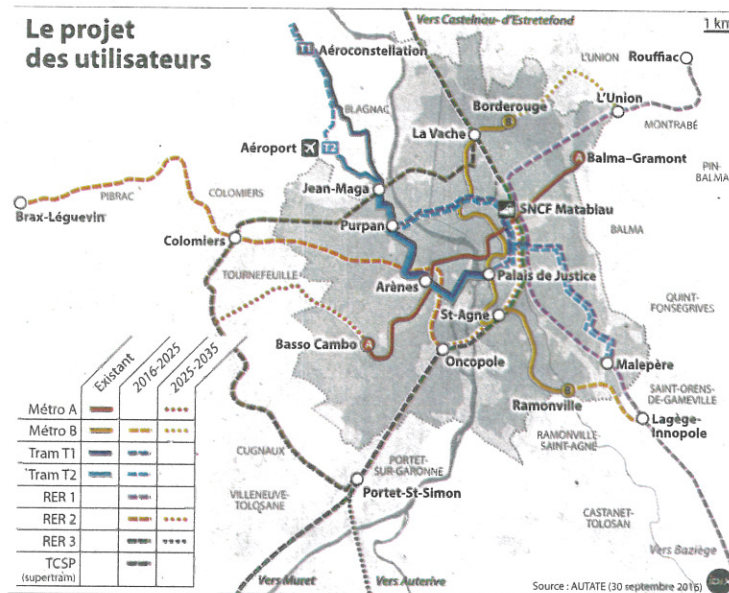 Le projet
des utilisateurs
Vers Castelnau-d'Estretefond
1 km
T1 Aéroconstellation
L'UNION
Rouffiac
BLAGNAC
Borderouge
B
L'Union
MONTRABÉ
La Vache
Aéroport
T2
A
Balma–Gramont
PIN-
BALMA
Jean-Maga
PIBRAC
COLOMIERS
Brax-Léguevin
SNCF Matabiau
Purpan
Colomiers
BALMA
TOURNEFEUILLE
Palais de Justice
Arènes
QUINT-
FONSEGRIVES
St-Agne
Basso Cambo
A
Oncopole
Malepère
Ramonville
B
SAINT-ORENS-
DE-GAMEVILLE
Lagège-
Innopole
RAMONVILLE-
SAINT-AGNE
CUGNAUX
PORTET-
SUR-GARONNE
VILLENEUVE-
TOLOSANE
Portet-St-Simon
CASTANET-
TOLOSAN
Vers Baziège
Vers Muret
Vers Auterive
Existant
2016-2025
2025-2035
Métro A
Métro B
Tram T1
Tram T2
RER 1
RER 2
RER 3
TCSP
(supertram)
Source : AUTATE (30 septembre 2016)